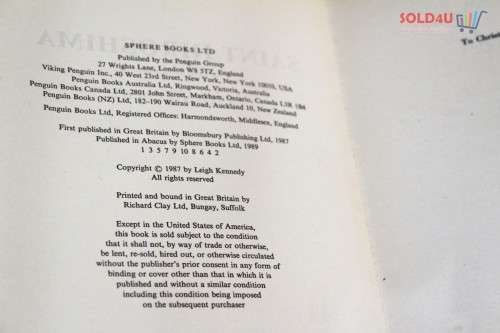 SOLD4U
To Christ
SPHERE BOOKS LTD
Published by the Penguin Group
27 Wrights Lane, London W8 5TZ, England
Viking Penguin Inc., 40 West 23rd Street, New York, New York 10010, USA
Penguin Books Australia Ltd, Ringwood, Victoria, Australia
Penguin Books Canada Ltd, 2801 John Street, Markham, Ontario, Canada L3R 1B4
Penguin Books (NZ) Ltd, 182–190 Wairau Road, Auckland 10, New Zealand
Penguin Books Ltd, Registered Offices: Harmondsworth, Middlesex, England
First published in Great Britain by Bloomsbury Publishing Ltd, 1987
Published in Abacus by Sphere Books Ltd, 1989
1 3 5 7 9 10 8 6 4 2
Copyright © 1987 by Leigh Kennedy
All rights reserved
Printed and bound in Great Britain by
Richard Clay Ltd, Bungay, Suffolk
Except in the United States of America,
this book is sold subject to the condition
that it shall not, by way of trade or otherwise,
be lent, re-sold, hired out, or otherwise circulated
without the publisher's prior consent in any form of
binding or cover other than that in which it is
published and without a similar condition
including this condition being imposed
on the subsequent purchaser